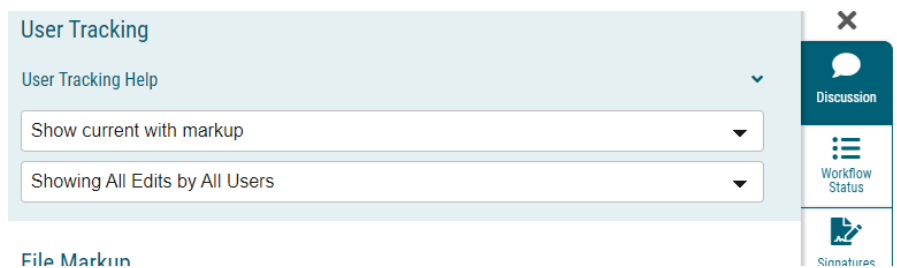 User Tracking
User Tracking Help
Show current with markup
Showing All Edits by All Users
File Markup
Discussion
Workflow
Status
Signatures